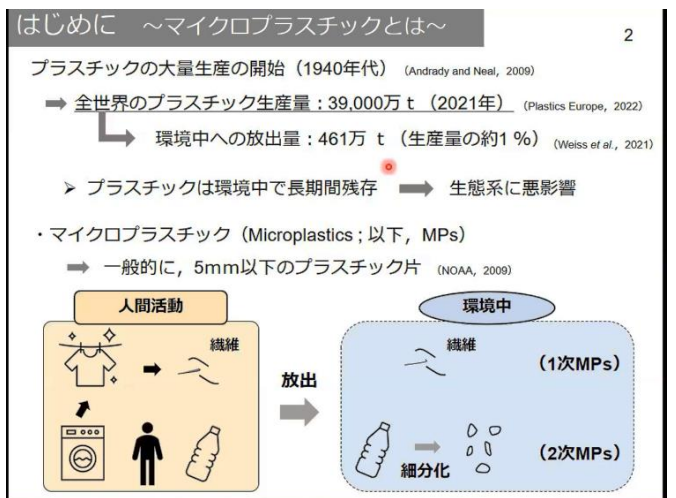 はじめに ～マイクロプラスチックとは～
2
プラスチックの大量生産の開始（1940年代） (Andrady and Neal, 2009)
全世界のプラスチック生産量：39,000万 t （2021年） (Plastics Europe, 2022)
環境中への放出量：461万 t （生産量の約1 %） (Weiss et al., 2021)
➢ プラスチックは環境中で長期間残存 ➡ 生態系に悪影響
・マイクロプラスチック（Microplastics ; 以下，MPs）
➡ 一般的に，5mm以下のプラスチック片 (NOAA, 2009)
人間活動
繊維
放出
環境中
繊維
（1次MPs）
細分化
（2次MPs）